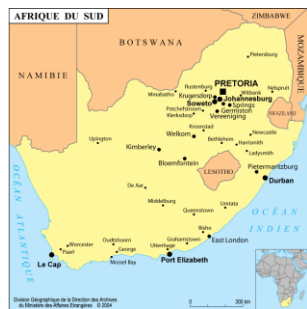 AFRIQUE DU SUD
ZIMBABWE
BOTSWANA
MOZAMBIQUE
NAMIBIE
Pietersburg
PRETORIA
Rustenburg
Witbank
Nelspruit
Mmabatho
Krugersdorp
Johannesburg
Soweto
Springs
Germiston
SWAZILAND
Potchefstroom
Klerksdorp
Vereeniging
Kroonstad
Newcastle
Upington
Welkom
Bethlehem
Harrismith
Kimberley
Ladysmith
Bloemfontein
LESOTHO
Pietermaritzburg
Durban
De Aar
OCÉAN ATLANTIQUE
Middelburg
Umtata
OCÉAN
INDIEN
Queenstown
Bisho
Worcester
Oudtshoorn
Grahamstown
East London
Paarl
George
Uitenhage
Le Cap
Mossel Bay
Port Elizabeth
Division Géographique de la Direction des Archives
du Ministère des Affaires Etrangères © 2004
0
300 km